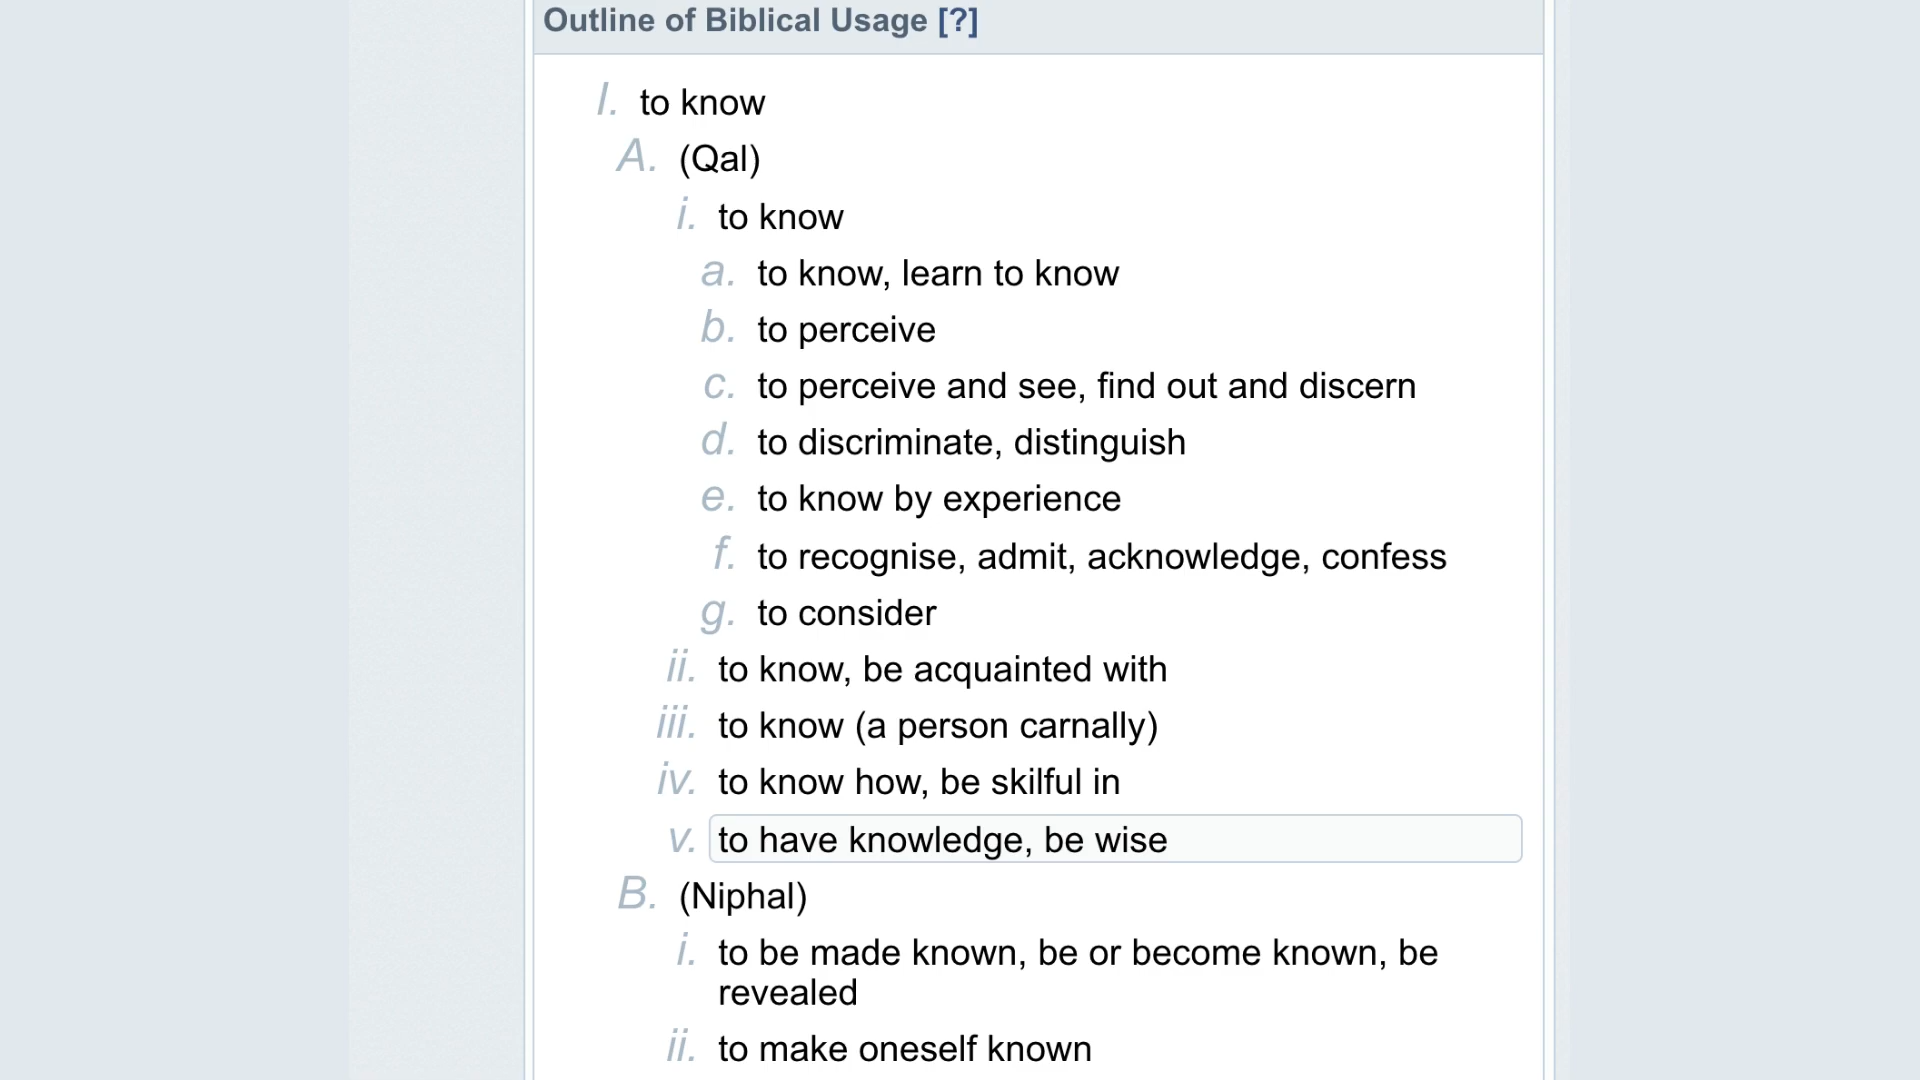 Outline of Biblical Usage [?]
I. to know
A. (Qal)
i. to know
a. to know, learn to know
b. to perceive
c. to perceive and see, find out and discern
d. to discriminate, distinguish
e. to know by experience
f. to recognise, admit, acknowledge, confess
g. to consider
ii. to know, be acquainted with
iii. to know (a person carnally)
iv. to know how, be skilful in
v. to have knowledge, be wise
B. (Niphal)
i. to be made known, be or become known, be
revealed
ii. to make oneself known